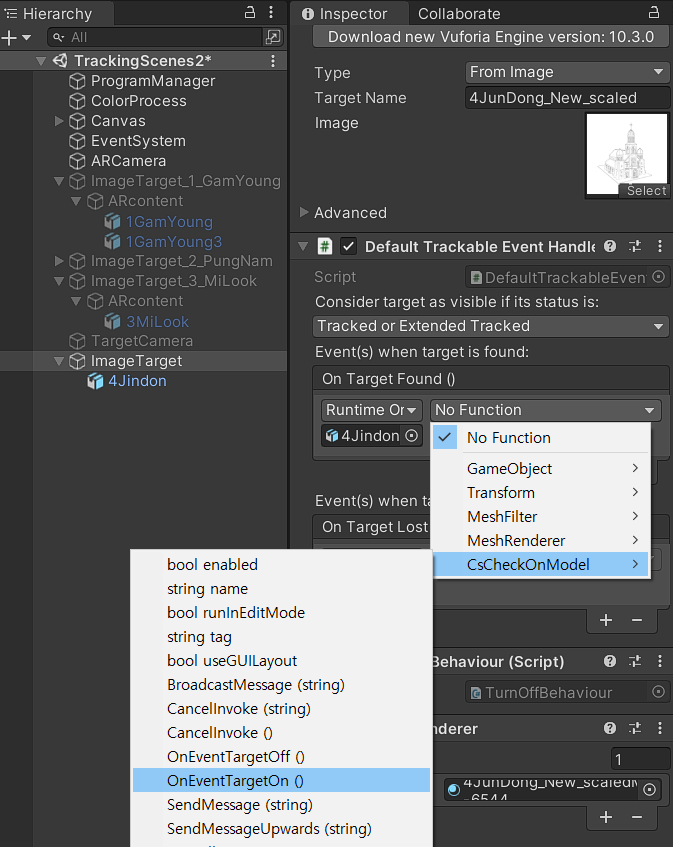 Hierarchy
All
TrackingScenes2*
ProgramManager
ColorProcess
Canvas
EventSystem
ARCamera
ImageTarget_1_GamYoung
ARcontent
1GamYoung
1GamYoung3
ImageTarget_2_PungNam
ImageTarget_3_MiLook
ARcontent
3MiLook
TargetCamera
ImageTarget
4Jindon
Inspector
Collaborate
Download new Vuforia Engine version: 10.3.0
Type
From Image
Target Name
4JunDong_New_scaled
Image
Select
Advanced
Default Trackable Event Handle
Script
DefaultTrackableEven
Consider target as visible if its status is:
Tracked or Extended Tracked
Event(s) when target is found:
On Target Found ()
Runtime Or
No Function
4Jindon
No Function
GameObject
Transform
MeshFilter
MeshRenderer
CsCheckOnModel
Event(s) when ta
On Target Lost
bool enabled
string name
bool runInEditMode
string tag
bool useGUILayout
BroadcastMessage (string)
CancelInvoke (string)
CancelInvoke ()
OnEventTargetOff ()
OnEventTargetOn ()
SendMessage (string)
SendMessageUpwards (string)
Behaviour (Script)
TurnOffBehaviour
nderer
1
4JunDong_New_scaledM
-6544